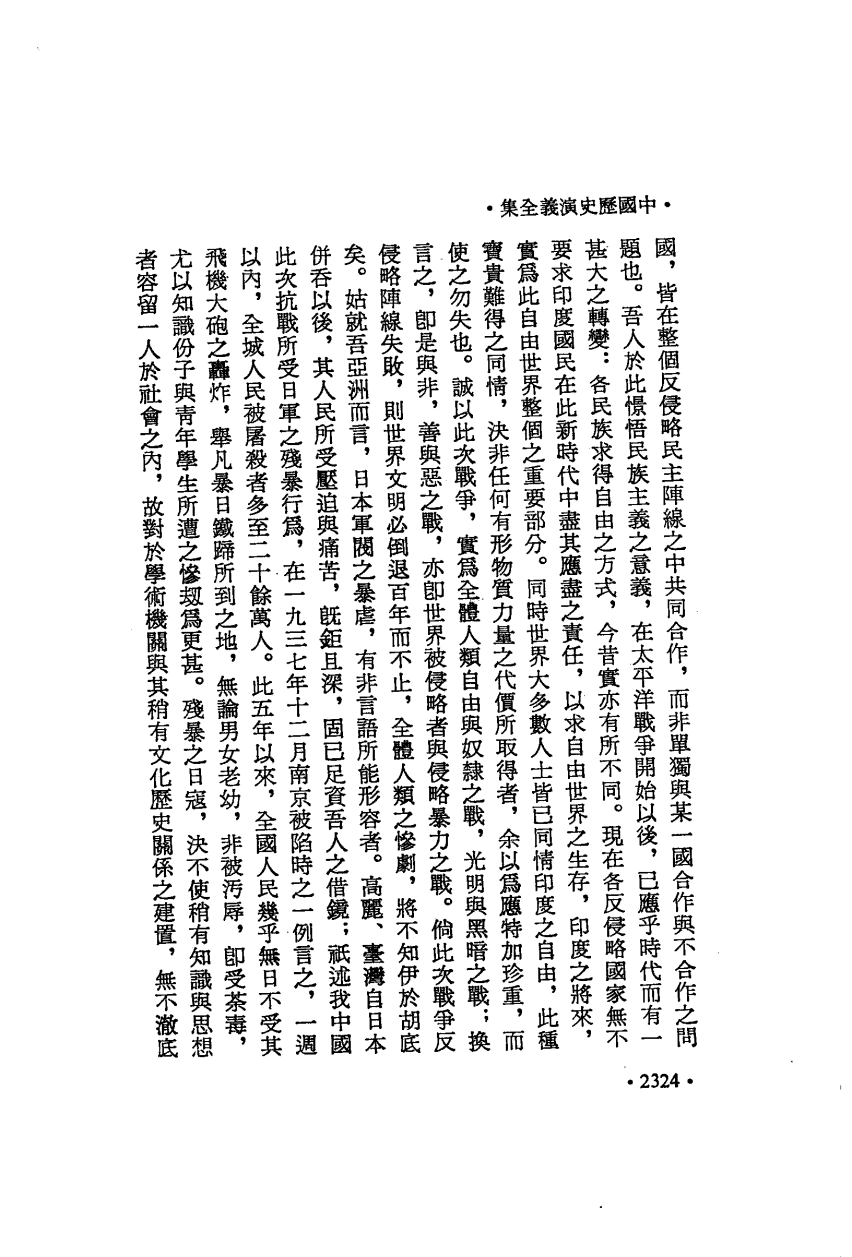 •中國歷史演義全集•
國，皆在整個反侵略民主陣線之中共同合作，而非單獨與某一國合作與不合作之問
題也。吾人於此憬悟民族主義之意義，在太平洋戰爭開始以後，已應乎時代而有一
甚大之轉變：各民族求得自由之方式，今昔實亦有所不同。現在各反侵略國家無不
要求印度國民在此新時代中盡其應盡之責任，以求自由世界之生存，印度之將來，
實爲此自由世界整個之重要部分。同時世界大多數人士皆已同情印度之自由，此種
寶貴難得之同情，決非任何有形物質力量之代價所取得者，余以爲應特加珍重，而
使之勿失也。誠以此次戰爭，實爲全體人類自由與奴隸之戰，光明與黑暗之戰；換
言之，卽是與非，善與惡之戰，亦卽世界被侵略者與侵略暴力之戰。倘此次戰爭反
侵略陣線失敗，則世界文明必倒退百年而不止，全體人類之慘劇，將不知伊於胡底
矣。姑就吾亞洲而言，日本軍閥之暴虐，有非言語所能形容者。高麗、臺灣自日本
併吞以後，其人民所受壓迫與痛苦，旣鉅且深，固已足資吾人之借鏡；祇述我中國
此次抗戰所受日軍之殘暴行爲，在一九三七年十二月南京被陷時之一例言之，一週
以內，全城人民被屠殺者多至二十餘萬人。此五年以來，全國人民幾乎無日不受其
飛機大砲之轟炸，舉凡暴日鐵蹄所到之地，無論男女老幼，非被汚辱，卽受荼毒，
尤以知識份子與靑年學生所遭之慘刼爲更甚。殘暴之日寇，決不使稍有知識與思想
者容留一人於社會之內，故對於學術機關與其稍有文化歷史關係之建置，無不澈底
•2324•